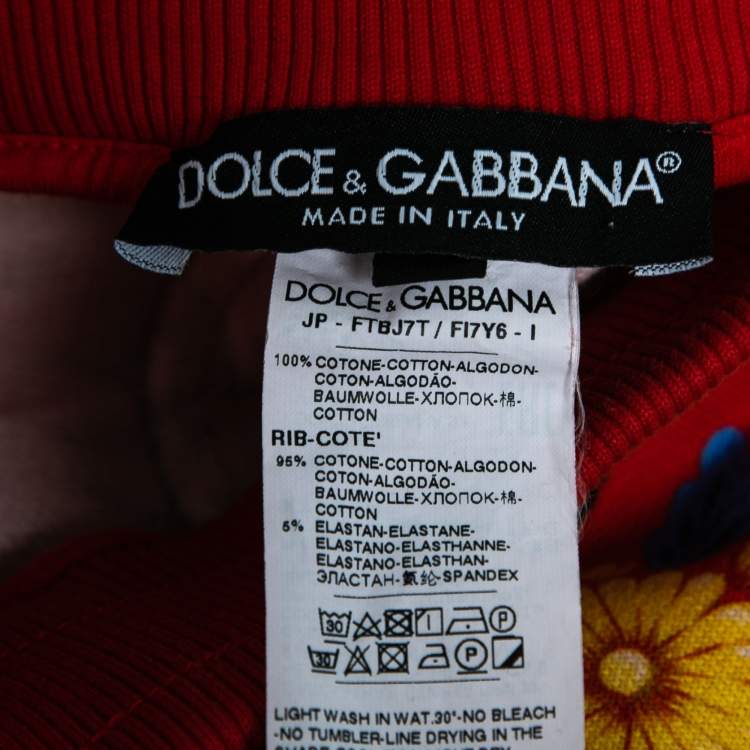 DOLCE & GABBANA®
MADE IN ITALY
DOLCE & GABBANA
JP - FTBJ7T / FI7Y6 - I
100% COTONE-COTTON-ALGODON-
COTON-ALGODÃO-
BAUMWOLLE-ХЛОПОК-棉-
COTTON
RIB-COTE'
95% COTONE-COTTON-ALGODON-
COTON-ALGODÃO-
BAUMWOLLE-ХЛОПОК-棉-
COTTON
5% ELASTAN-ELASTANE-
ELASTANO-ELASTHANNE-
ELASTANO-ELASTHAN-
ЭЛАСТАН-氨纶-SPANDEX
30 P
30 P
LIGHT WASH IN WAT.30°-NO BLEACH
-NO TUMBLER-LINE DRYING IN THE